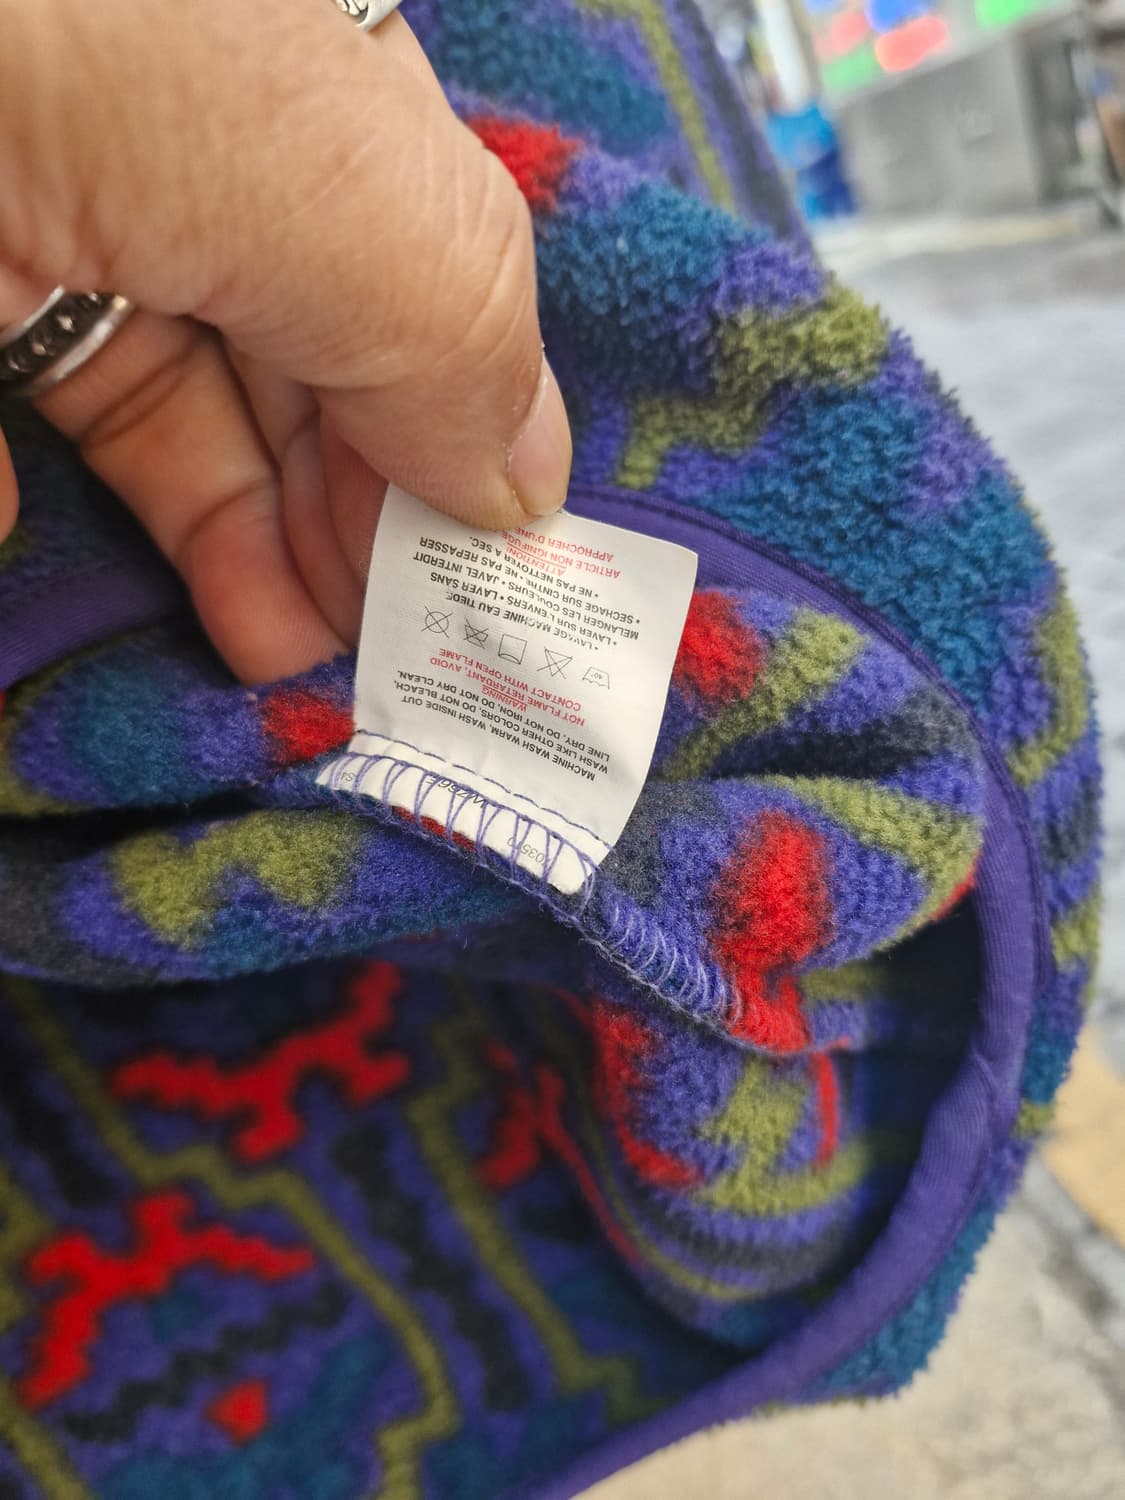 MACHINE WASH WARM, WASH INSIDE OUT
WASH LIKE OTHER COLORS, DO NOT BLEACH,
LINE DRY, DO NOT IRON, DO NOT DRY CLEAN.
WARNING
NOT FLAME RETARDANT, AVOID
CONTACT WITH OPEN FLAME
40°
• LAVAGE MACHINE EAU TIEDE
• LAVER SUR L'ENVERS • LAVER SANS
MELANGER LES COULEURS • JAVEL INTERDIT
• SECHAGE SUR CINTRE • NE PAS REPASSER
• NE PAS NETTOYER A SEC.
ATTENTION!
ARTICLE NON IGNIFUGE
APPROCHER D'UNE